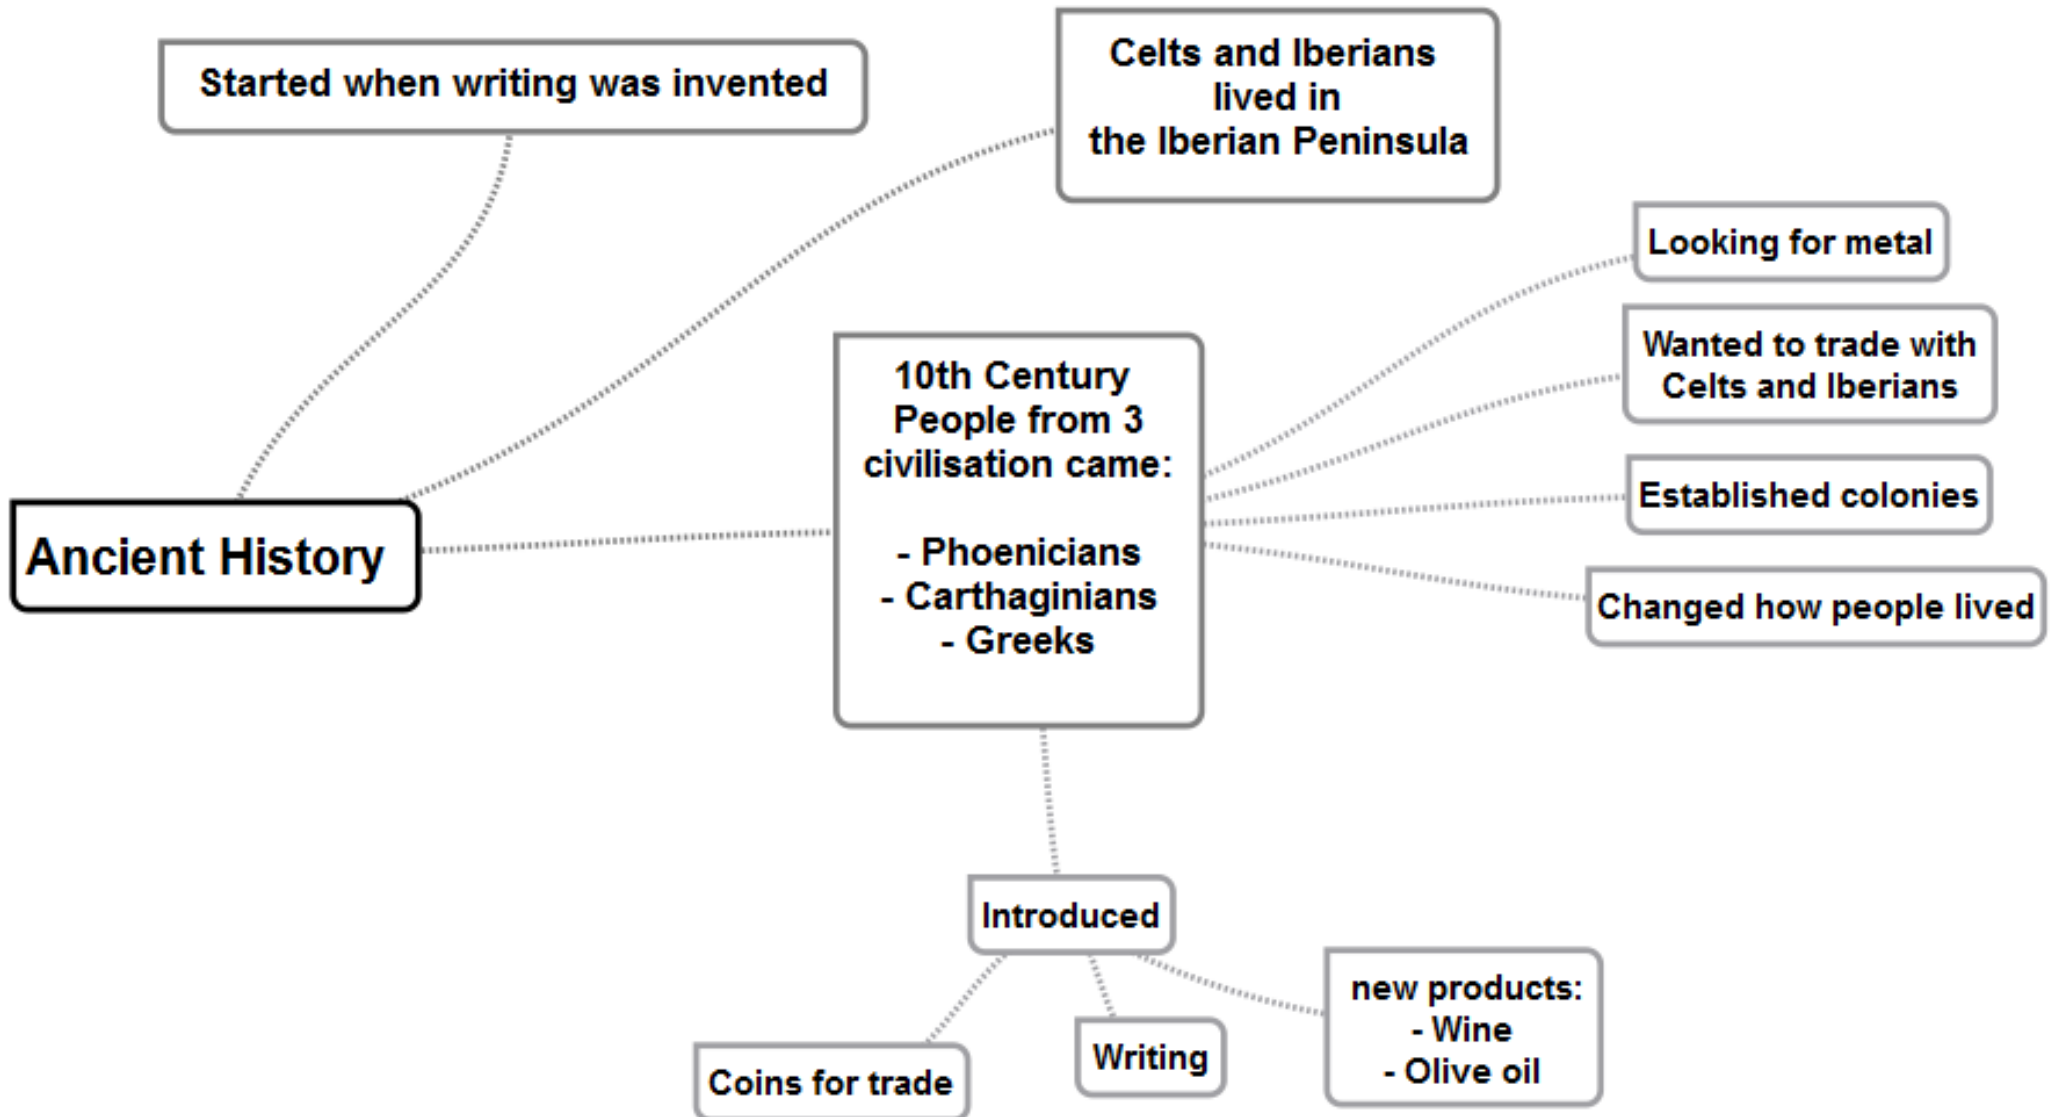 Started when writing was invented
Celts and Iberians
lived in
the Iberian Peninsula
Looking for metal
Wanted to trade with
Celts and Iberians
10th Century
People from 3
civilisation came:
- Phoenicians
- Carthaginians
- Greeks
Established colonies
Ancient History
Changed how people lived
Introduced
new products:
- Wine
- Olive oil
Writing
Coins for trade